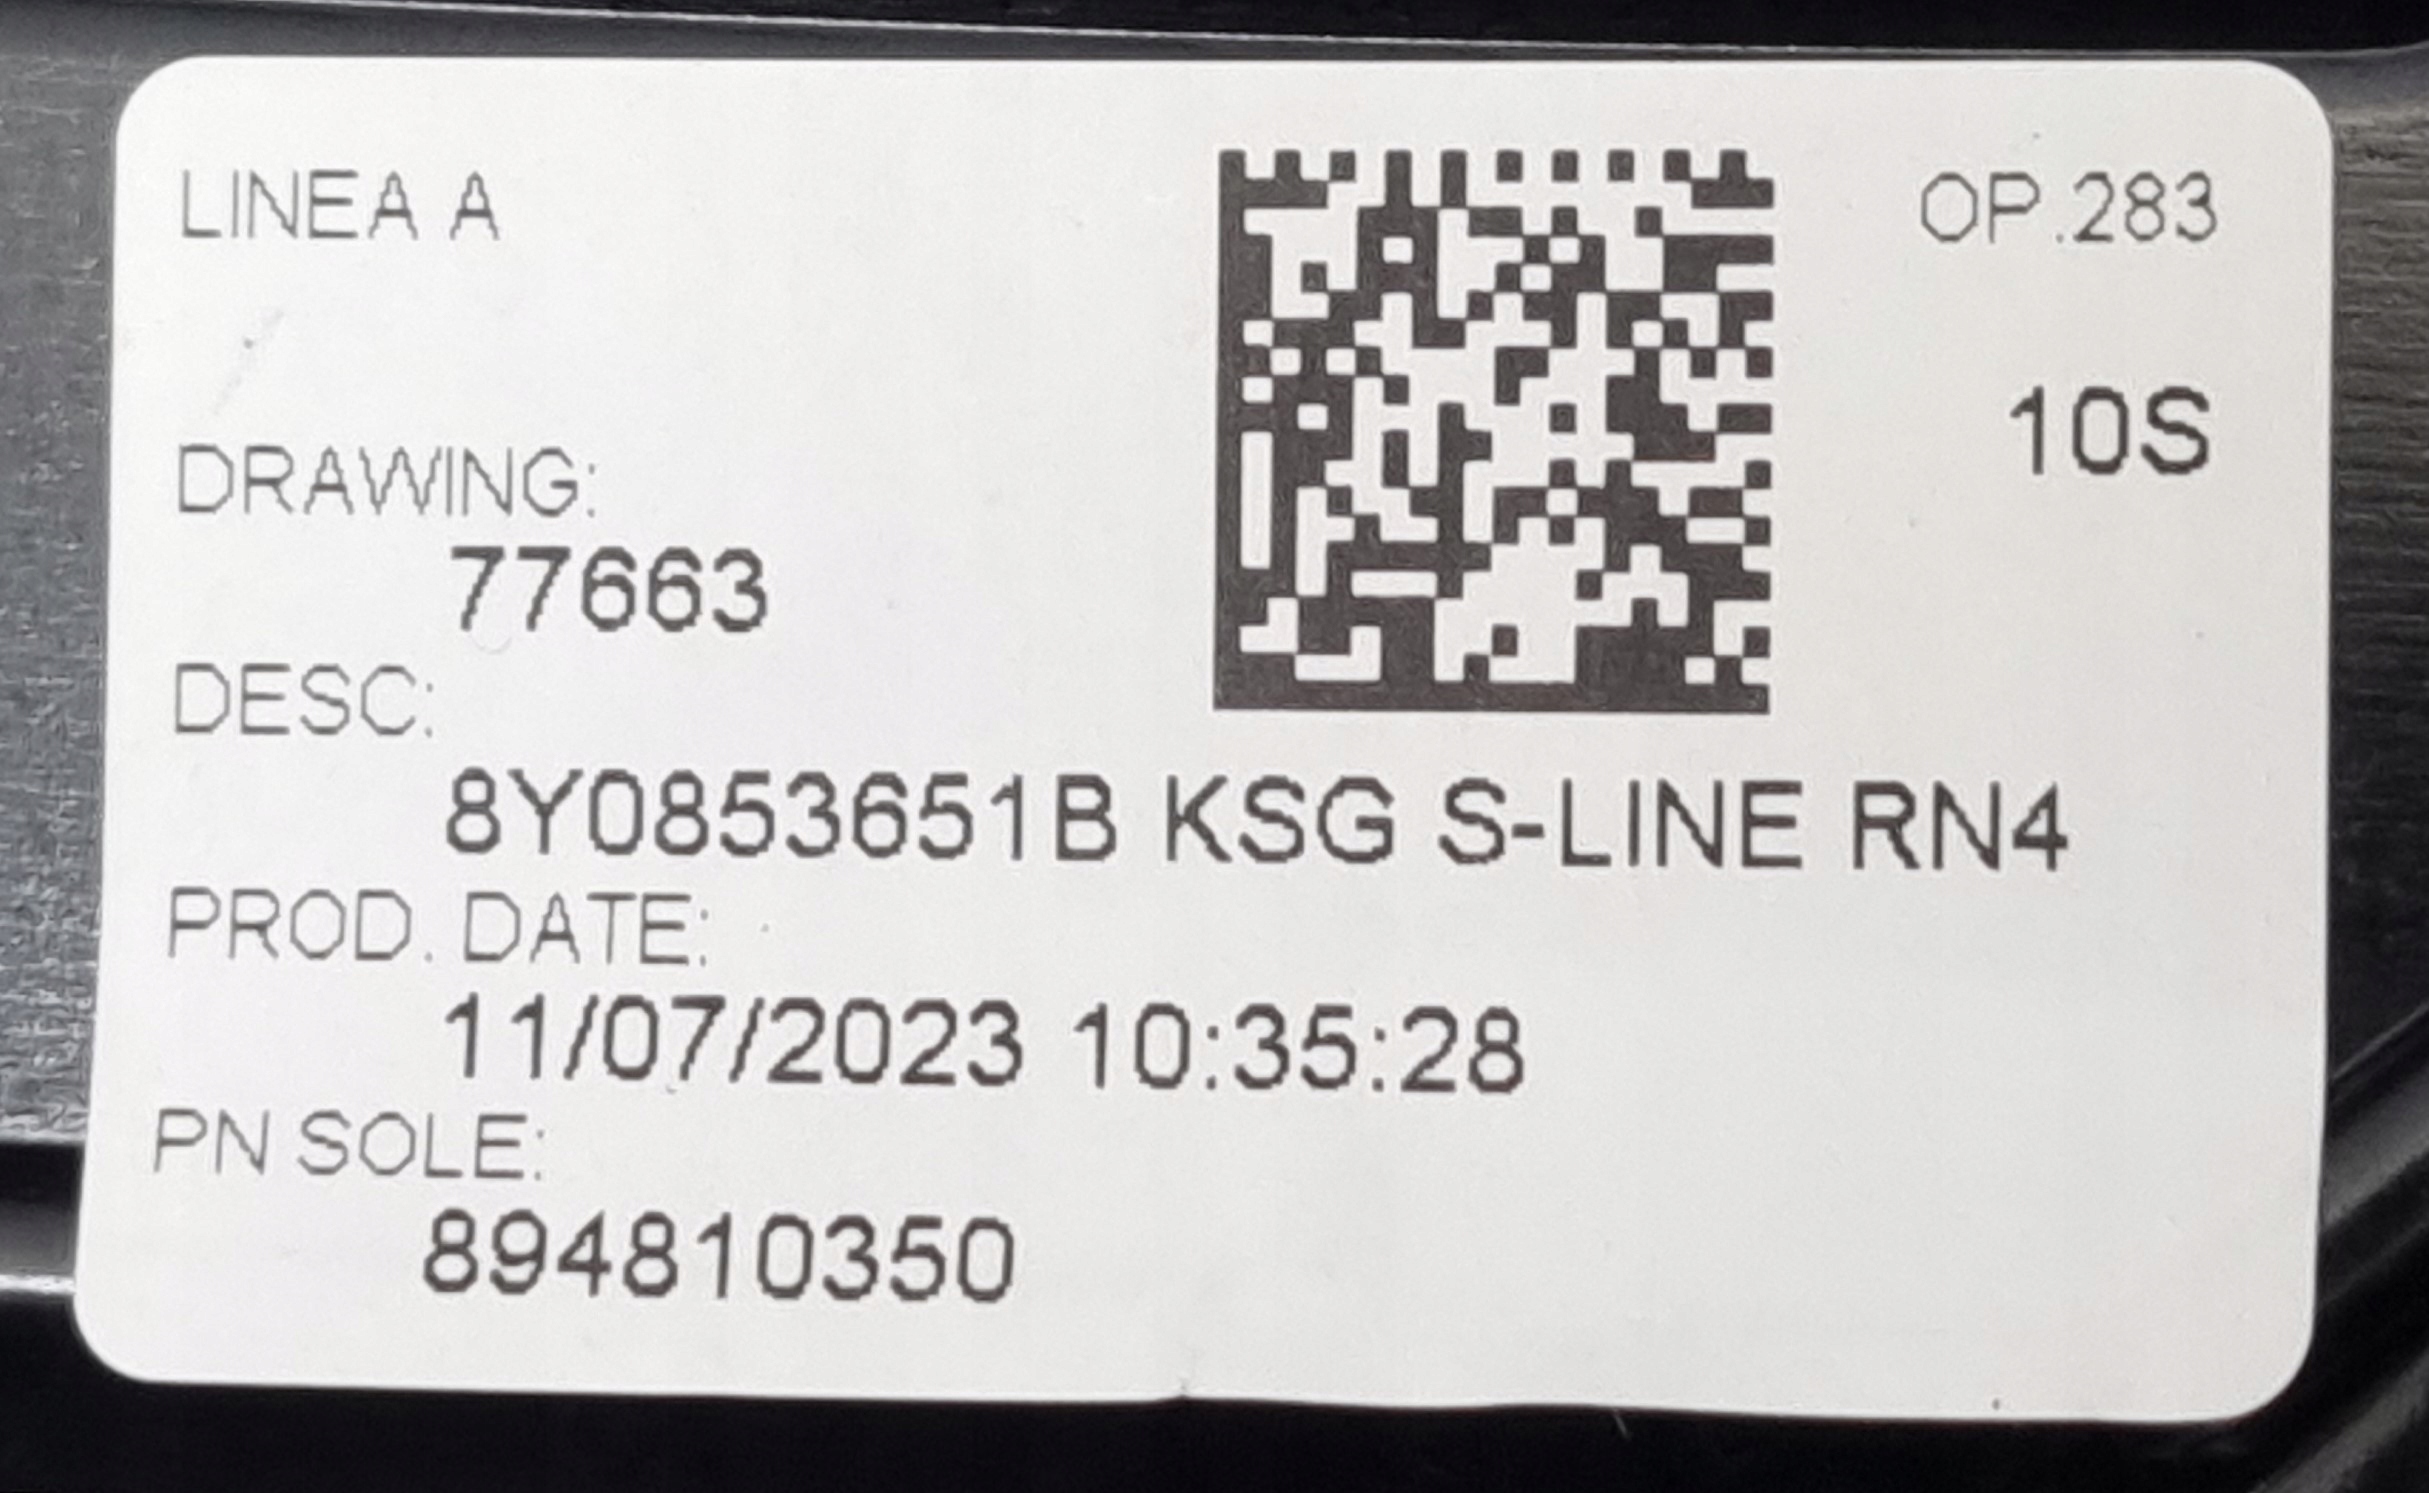 LINEA A
OP.283
10S
DRAWING:
77663
DESC:
8Y0853651B KSG S-LINE RN4
PROD. DATE:
11/07/2023 10:35:28
PN SOLE:
894810350